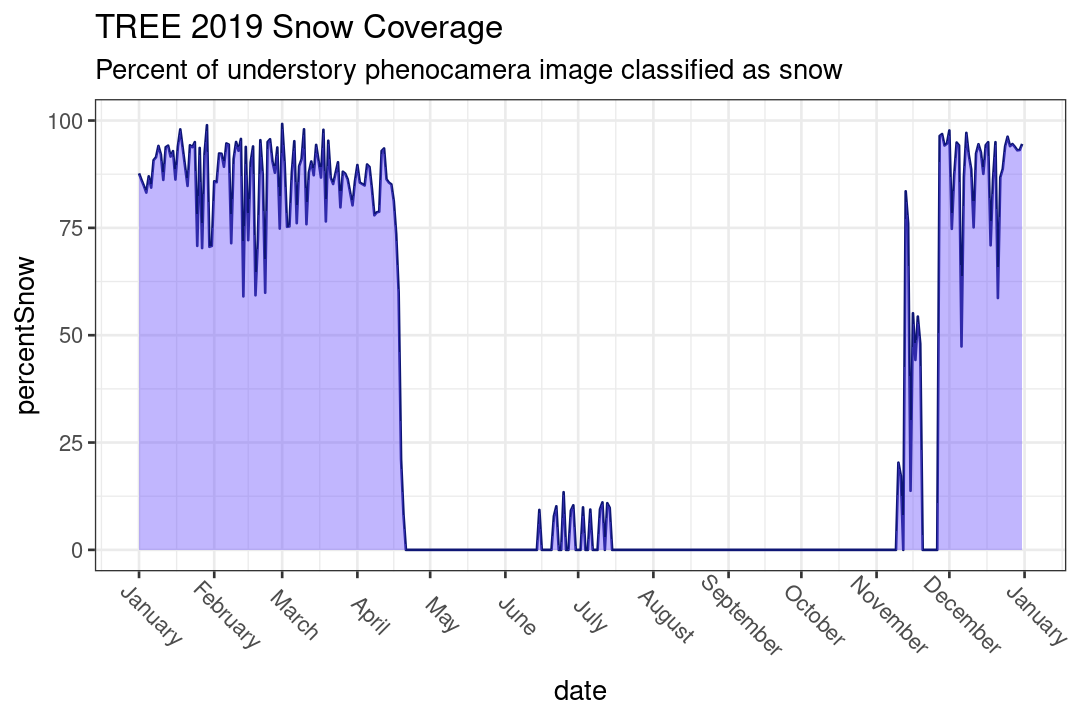 TREE 2019 Snow Coverage
Percent of understory phenocamera image classified as snow
percentSnow
100
75
50
25
0
January
February
March
April
May
June
July
August
September
October
November
December
January
date